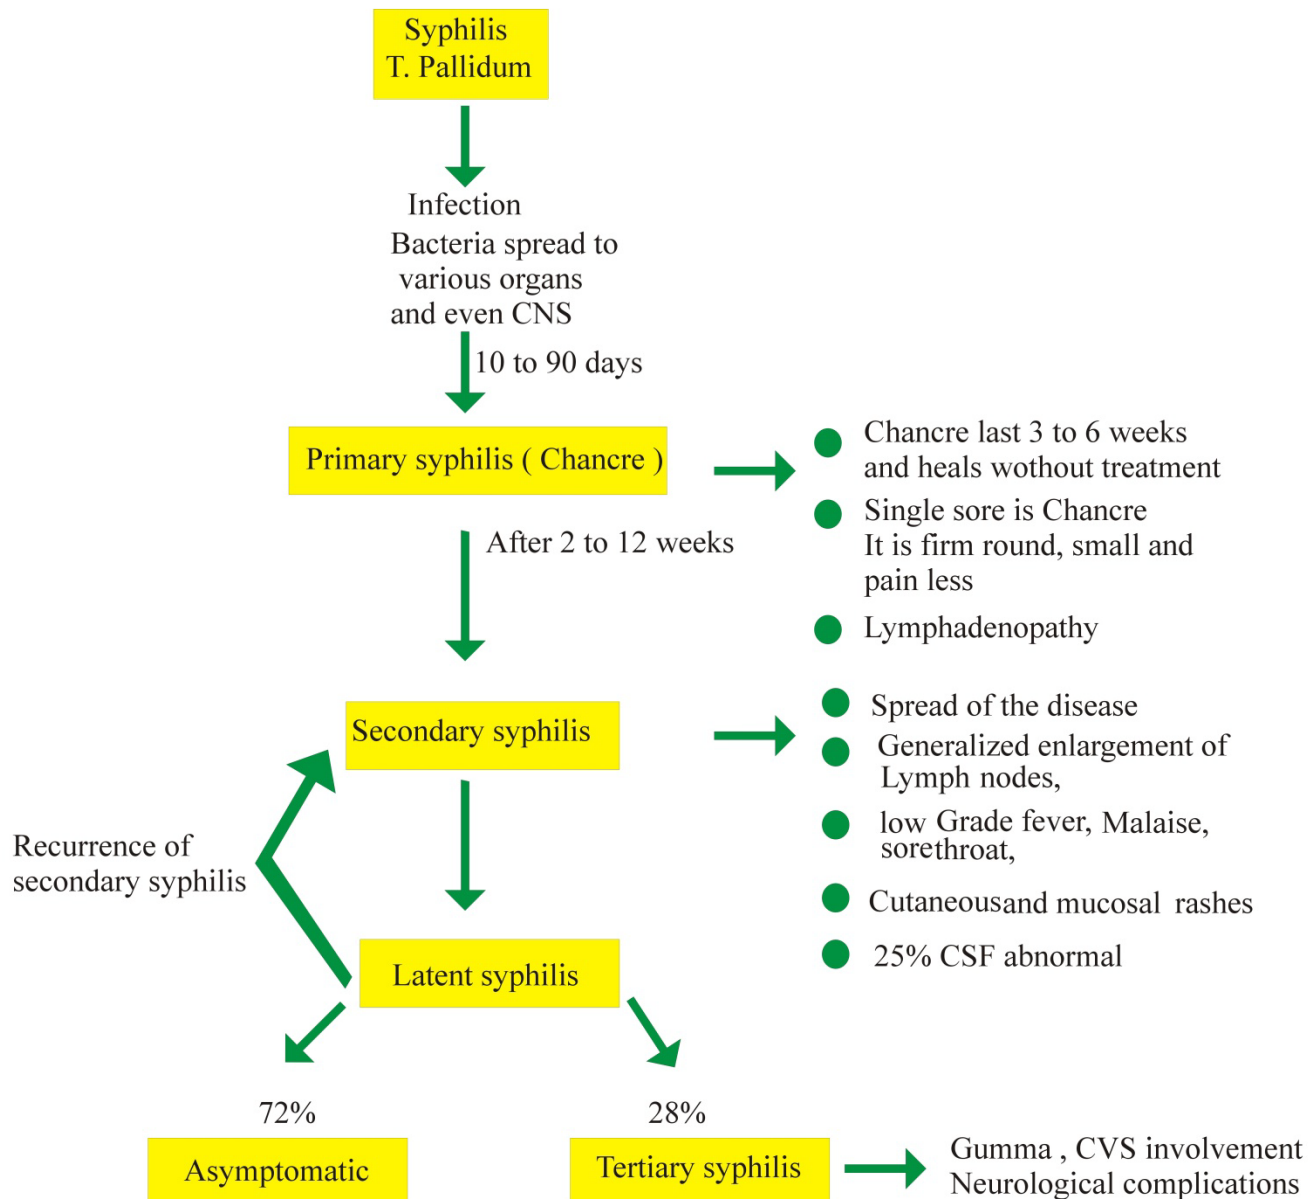 Syphilis
T. Pallidum
Infection
Bacteria spread to
various organs
and even CNS
10 to 90 days
Primary syphilis ( Chancre )
Chancre last 3 to 6 weeks
and heals wothout treatment
Single sore is Chancre
It is firm round, small and
pain less
Lymphadenopathy
After 2 to 12 weeks
Secondary syphilis
Spread of the disease
Generalized enlargement of
Lymph nodes,
low Grade fever, Malaise,
sorethroat,
Cutaneous and mucosal rashes
25% CSF abnormal
Recurrence of
secondary syphilis
Latent syphilis
72%
Asymptomatic
28%
Tertiary syphilis
Gumma , CVS involvement
Neurological complications